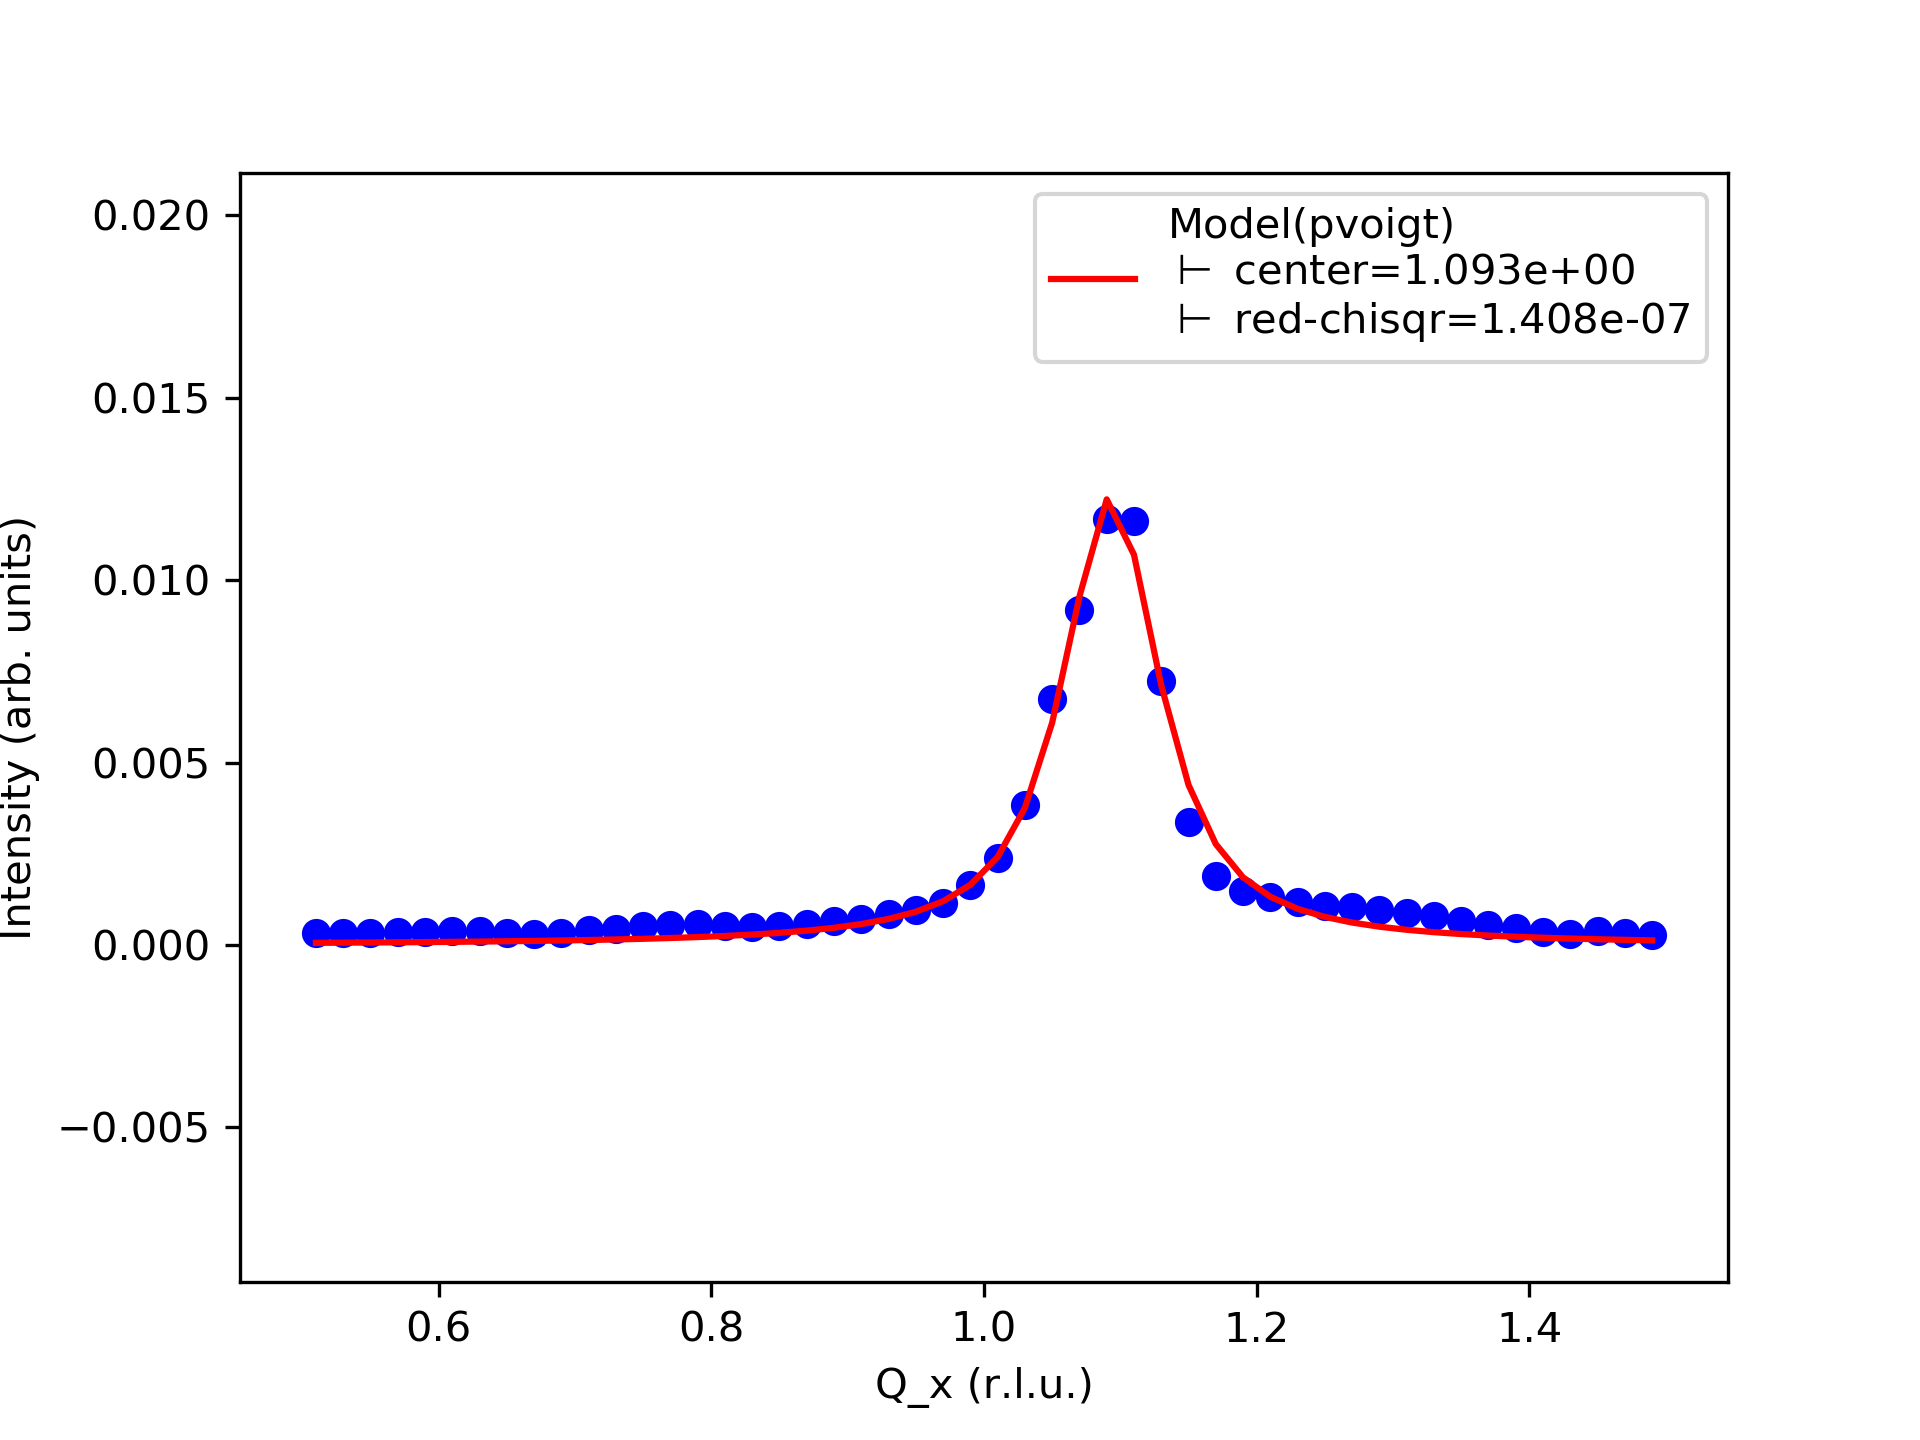 Model(pvoigt)
⊢ center=1.093e+00
⊢ red-chisqr=1.408e-07
0.020
0.015
0.010
0.005
0.000
−0.005
Intensity (arb. units)
0.6 0.8 1.0 1.2 1.4
Q_x (r.l.u.)